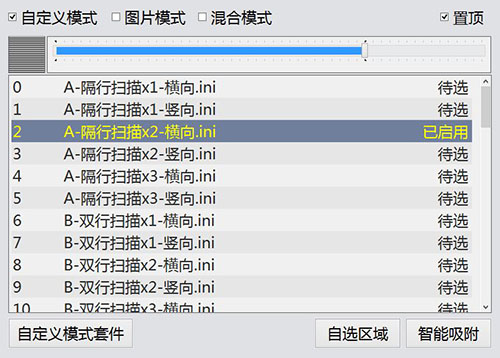 自定义模式 图片模式 混合模式 置顶
0 A-隔行扫描x1-横向.ini 待选
1 A-隔行扫描x1-竖向.ini 待选
2 A-隔行扫描x2-横向.ini 已启用
3 A-隔行扫描x2-竖向.ini 待选
4 A-隔行扫描x3-横向.ini 待选
5 A-隔行扫描x3-竖向.ini 待选
6 B-双行扫描x1-横向.ini 待选
7 B-双行扫描x1-竖向.ini 待选
8 B-双行扫描x2-横向.ini 待选
9 B-双行扫描x2-竖向.ini 待选
10 B-双行扫描x3-横向.ini 待选
自定义模式套件 自选区域 智能吸附